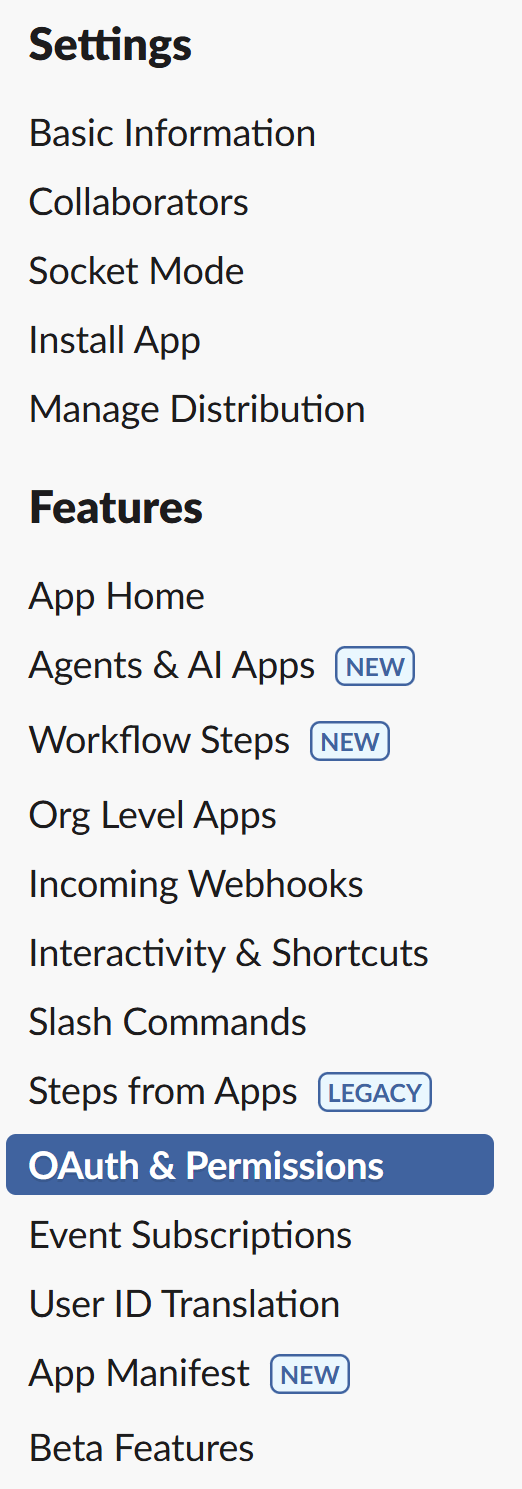 Settings
Basic Information
Collaborators
Socket Mode
Install App
Manage Distribution
Features
App Home
Agents & AI Apps NEW
Workflow Steps NEW
Org Level Apps
Incoming Webhooks
Interactivity & Shortcuts
Slash Commands
Steps from Apps LEGACY
OAuth & Permissions
Event Subscriptions
User ID Translation
App Manifest NEW
Beta Features